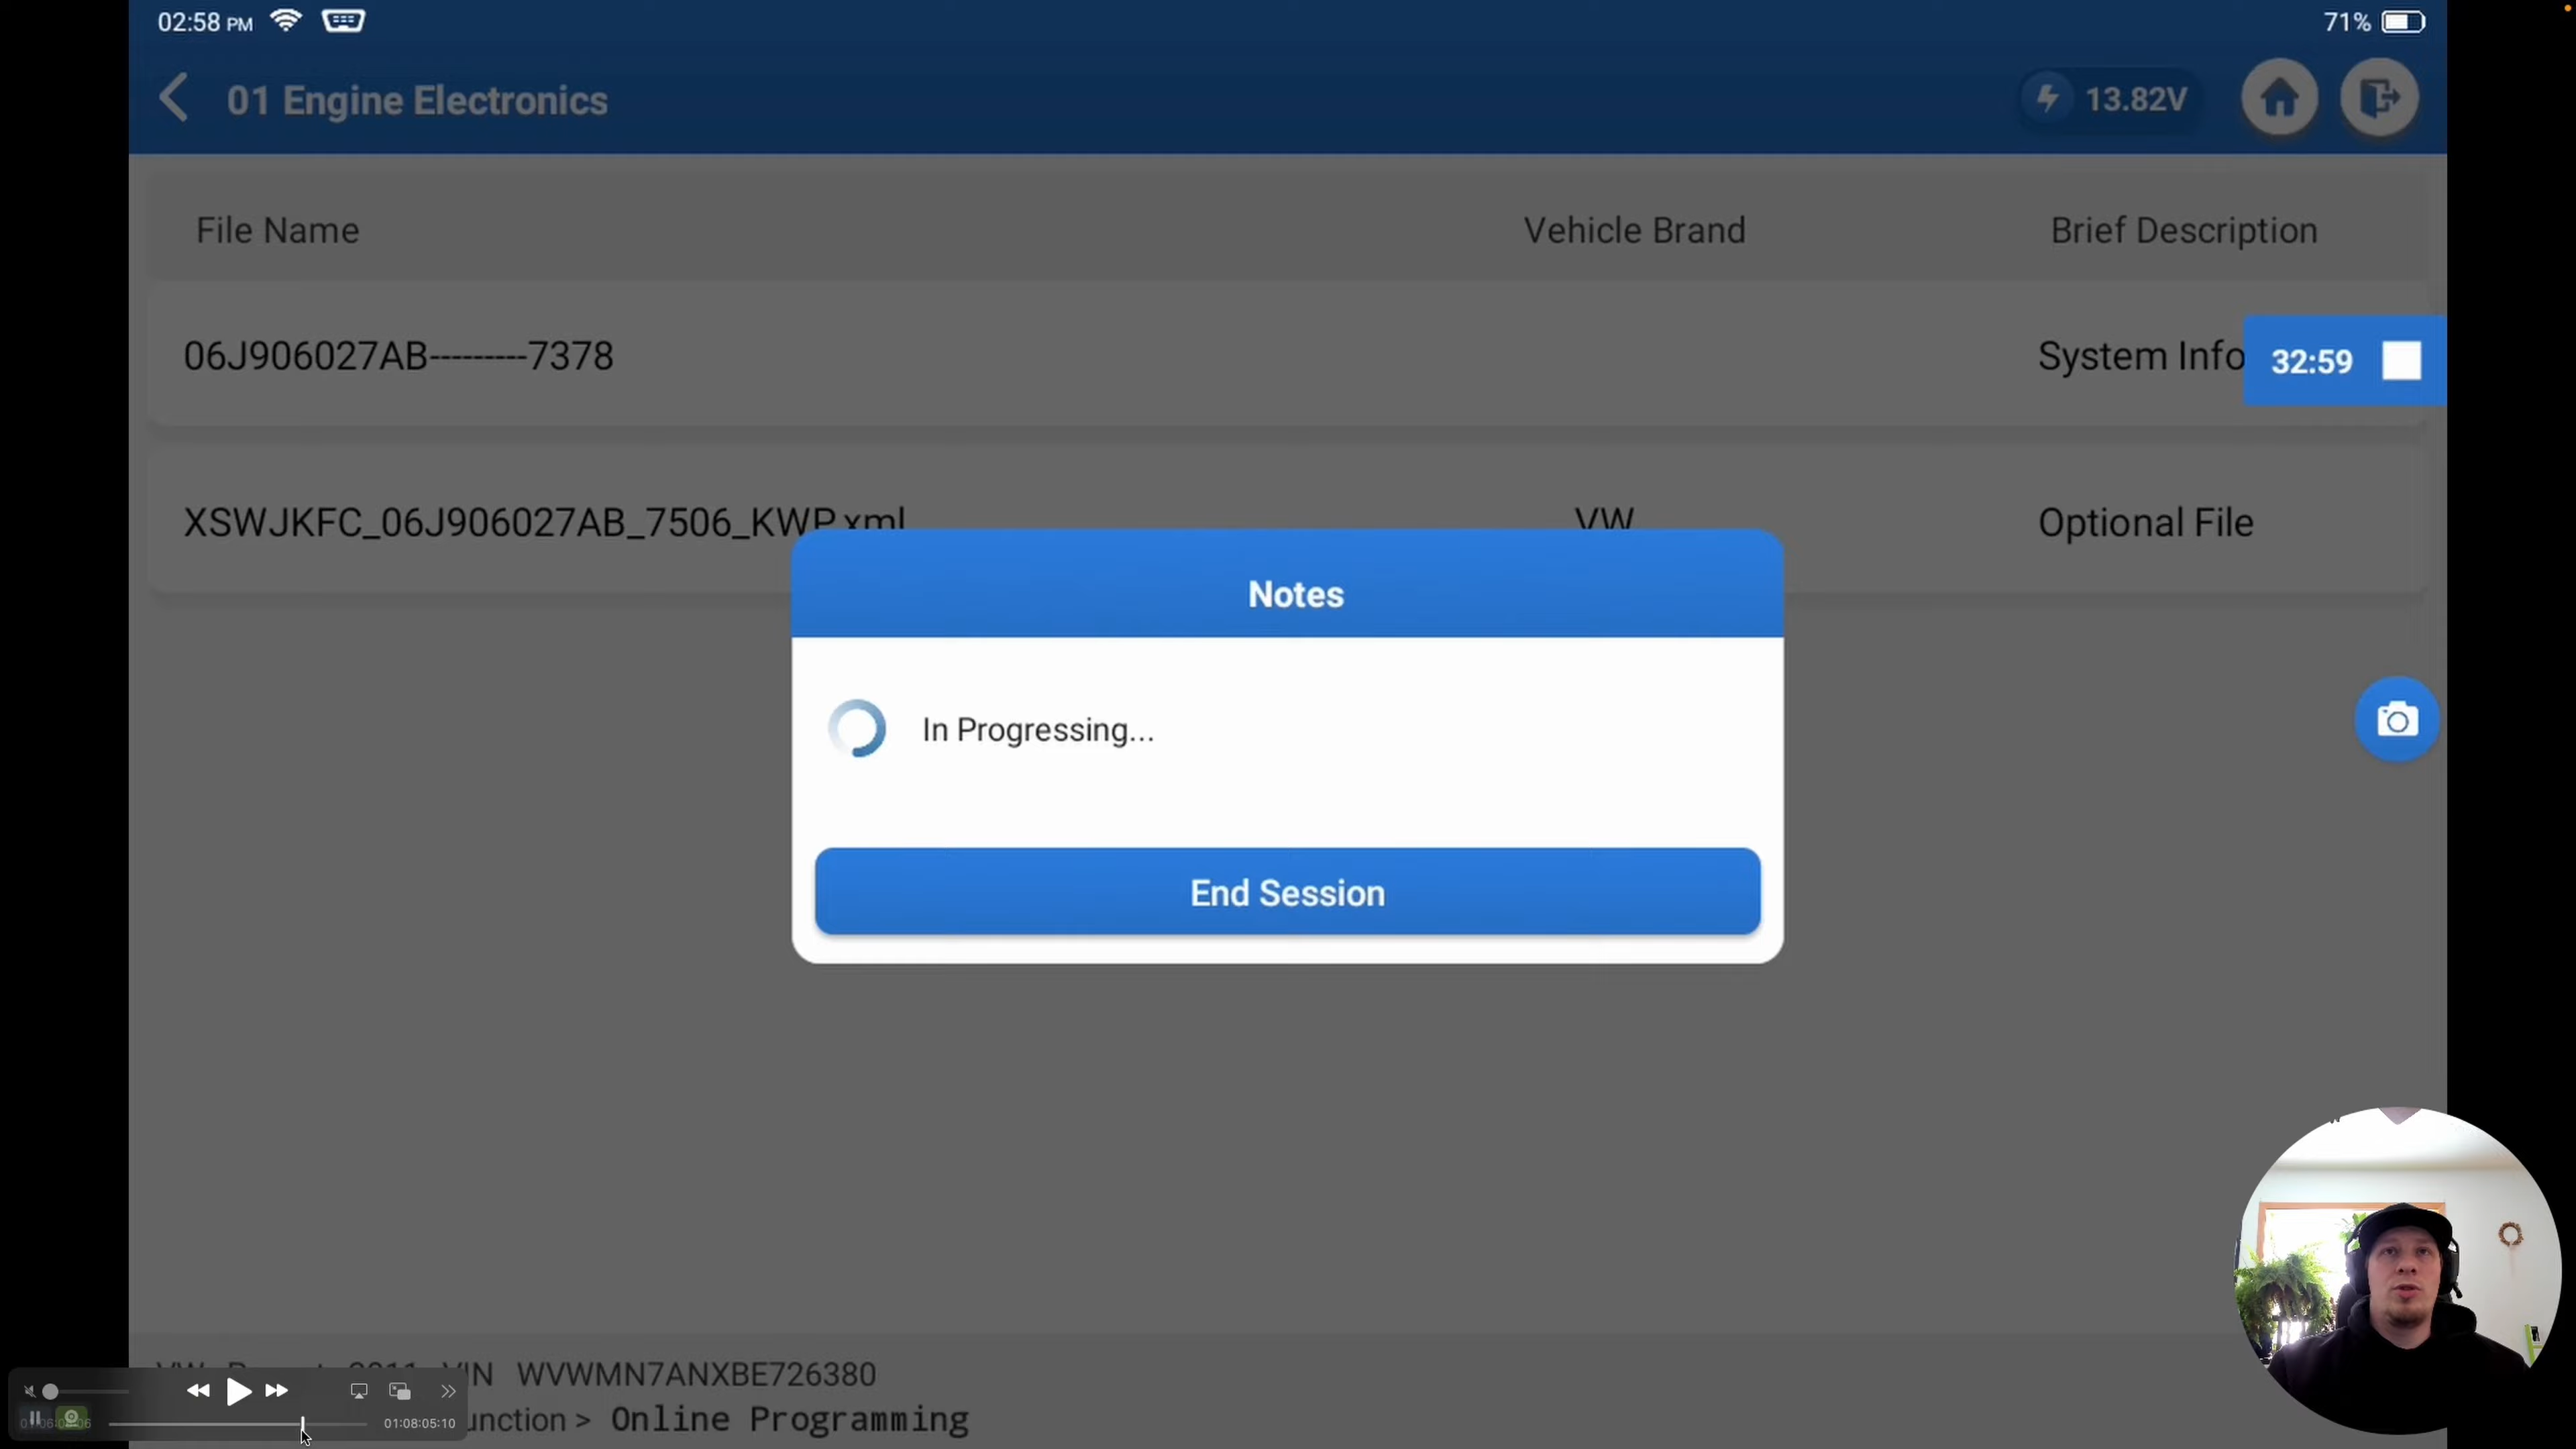 02:58 PM
71%
01 Engine Electronics
13.82V
File Name
Vehicle Brand
Brief Description
06J906027AB---------7378
System Info
32:59
XSWJKFC_06J906027AB_7506_KWP.xml
VW
Optional File
Notes
In Progressing...
End Session
2011 VIN WVWMN7ANXBE726380
01:08:05:10
unction > Online Programming